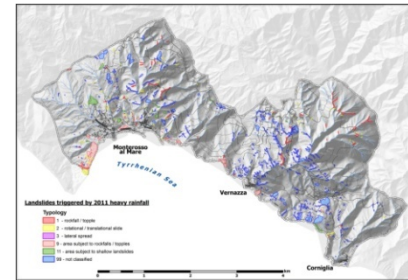 Monterosso
al Mare
Tyrrhenian Sea
Vernazza
Corniglia
Landslides triggered by 2011 heavy rainfall
Typology
1 - rockfall / topple
2 - rotational / translational slide
3 - lateral spread
9 - area subject to rockfalls / topples
11 - area subject to shallow landslides
99 - not classified